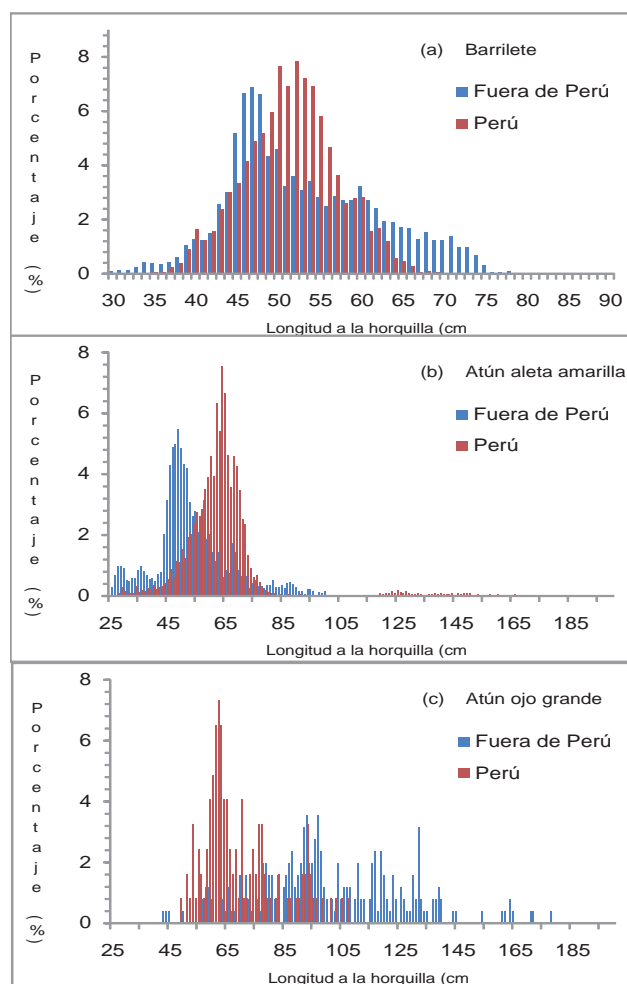 (a) Barrilete
Porcentaje (%)
Fuera de Perú
Perú
8
6
4
2
0
30 35 40 45 50 55 60 65 70 75 80 85 90
Longitud a la horquilla (cm
(b) Atún aleta amarilla
Porcentaje (%)
Fuera de Perú
Perú
8
6
4
2
0
25 45 65 85 105 125 145 165 185
Longitud a la horquilla (cm
(c) Atún ojo grande
Porcentaje (%)
Fuera de Perú
Perú
8
6
4
2
0
25 45 65 85 105 125 145 165 185
Longitud a la horquilla (cm